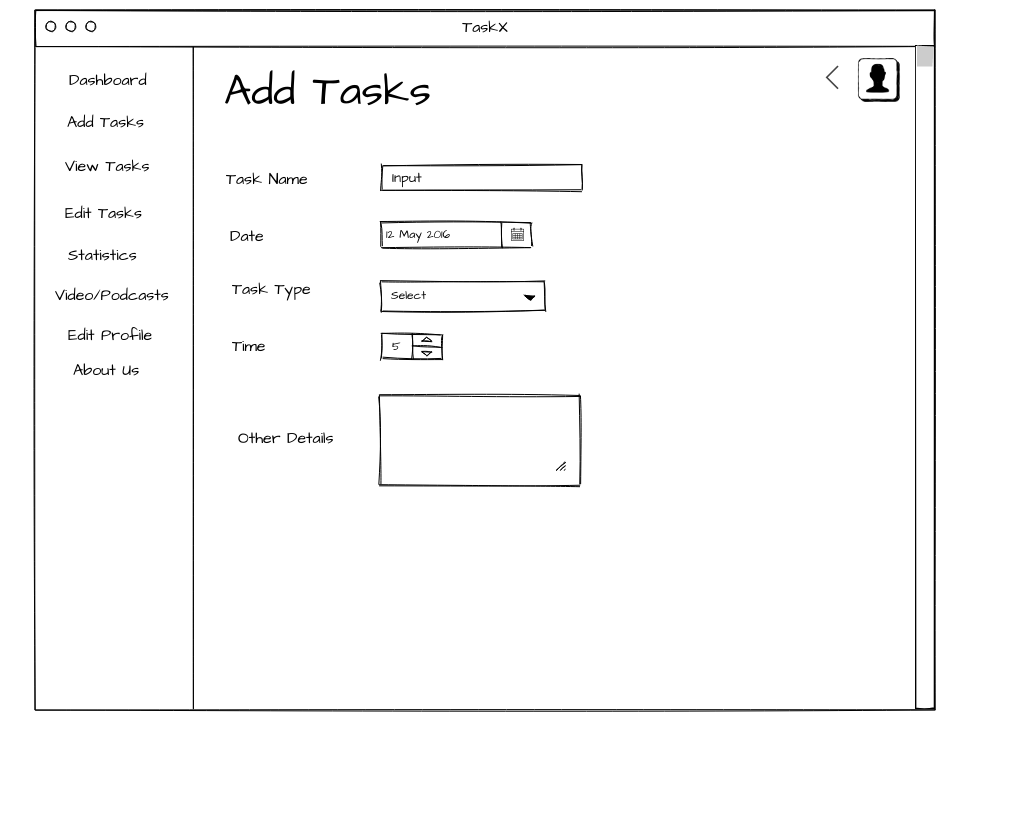 TaskX
Dashboard
Add Tasks
View Tasks
Edit Tasks
Statistics
Video/Podcasts
Edit Profile
About Us
Add Tasks
Task Name
Input
Date
12 May 2016
Task Type
Select
Time
5
Other Details